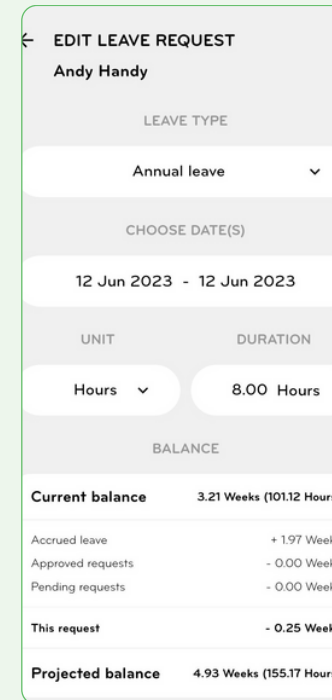 ← EDIT LEAVE REQUEST
Andy Handy
LEAVE TYPE
Annual leave
CHOOSE DATE(S)
12 Jun 2023 - 12 Jun 2023
UNIT DURATION
Hours 8.00 Hours
BALANCE
Current balance 3.21 Weeks (101.12 Hours
Accrued leave + 1.97 Week
Approved requests - 0.00 Week
Pending requests - 0.00 Week
This request - 0.25 Week
Projected balance 4.93 Weeks (155.17 Hour